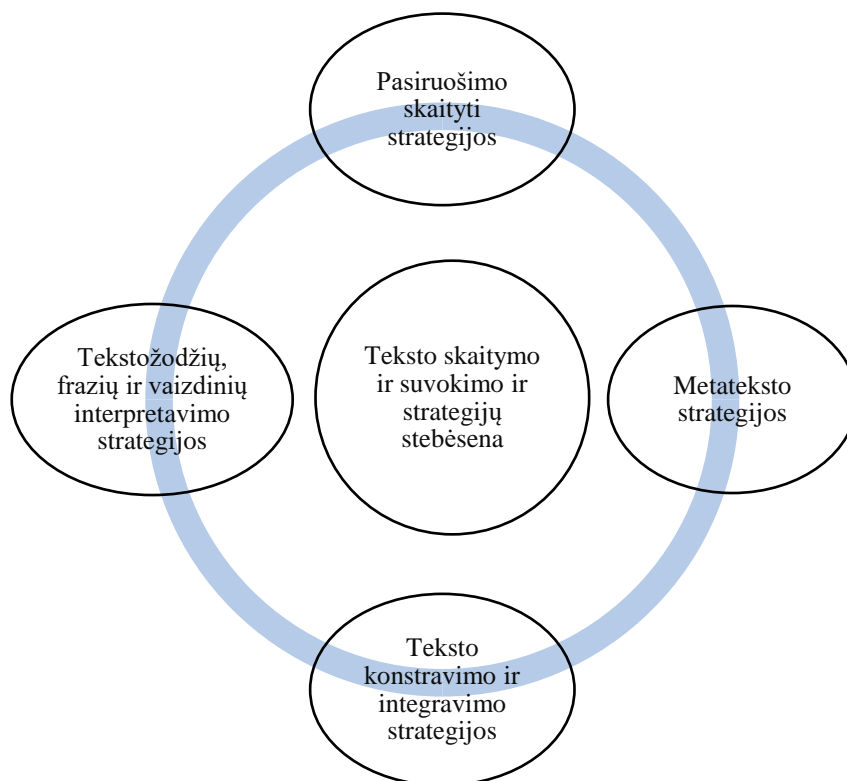 Pasiruošimo
skaityti
strategijos
Tekstožodžių,
frazių ir vaizdinių
interpretavimo
strategijos
Teksto skaitymo
ir suvokimo ir
strategijų
stebėsena
Metateksto
strategijos
Teksto
konstravimo ir
integravimo
strategijos